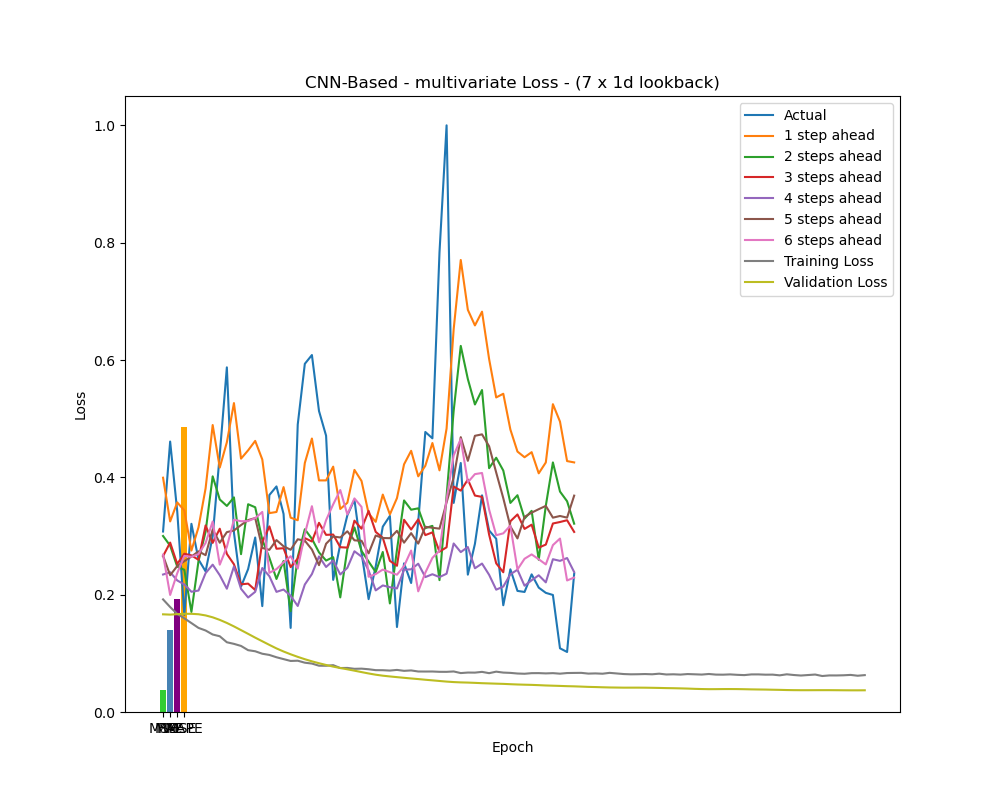 CNN-Based - multivariate Loss - (7 x 1d lookback)
1.0
0.8
0.6
0.4
0.2
0.0
Loss
Actual
1 step ahead
2 steps ahead
3 steps ahead
4 steps ahead
5 steps ahead
6 steps ahead
Training Loss
Validation Loss
Epoch